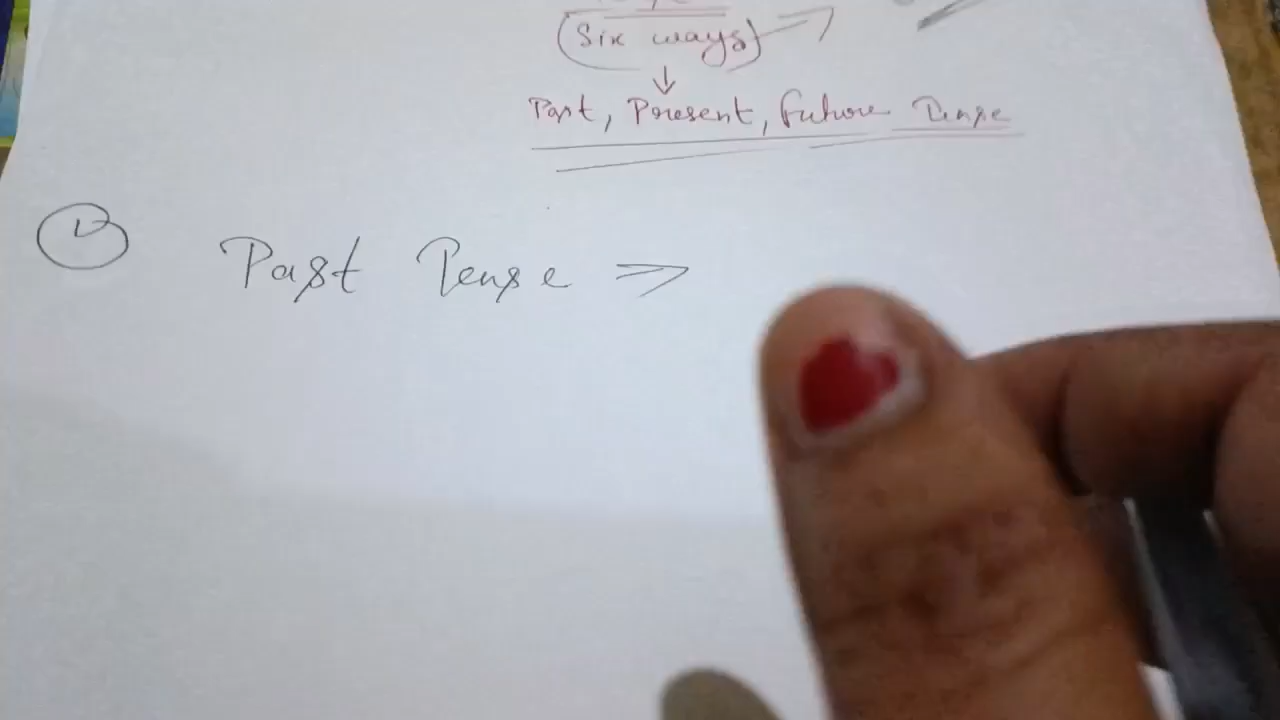 (Six ways) →
↓
Past, Present, Future Tense
① Past Tense ⇒